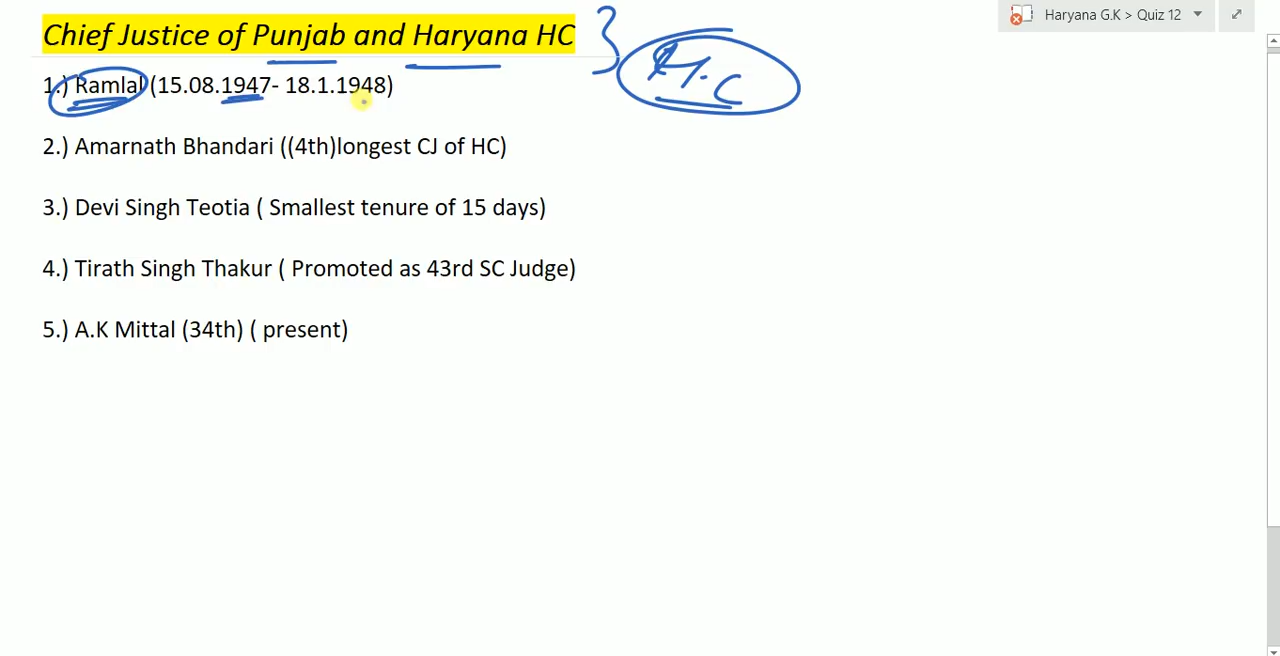 Haryana G.K > Quiz 12
Chief Justice of Punjab and Haryana HC
H.C
1.) Ramlal (15.08.1947- 18.1.1948)
2.) Amarnath Bhandari ((4th)longest CJ of HC)
3.) Devi Singh Teotia ( Smallest tenure of 15 days)
4.) Tirath Singh Thakur ( Promoted as 43rd SC Judge)
5.) A.K Mittal (34th) ( present)